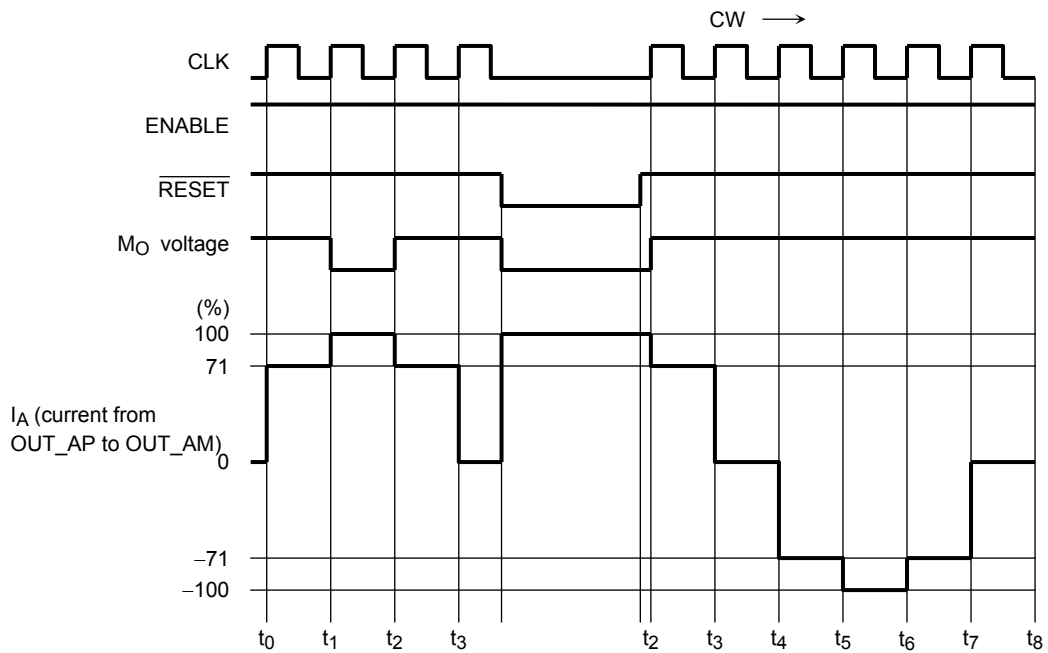 CW →
CLK
ENABLE
RESET
MO voltage
(%)
100
71
IA (current from
OUT_AP to OUT_AM)
0
−71
−100
t0 t1 t2 t3 t2 t3 t4 t5 t6 t7 t8